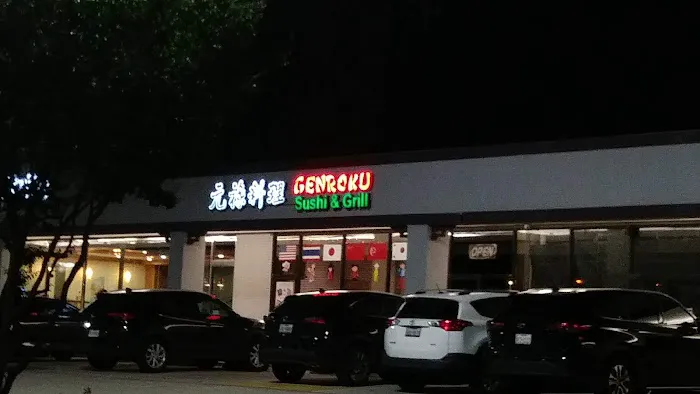 元禄料理
GENROKU
Sushi & Grill
OPEN